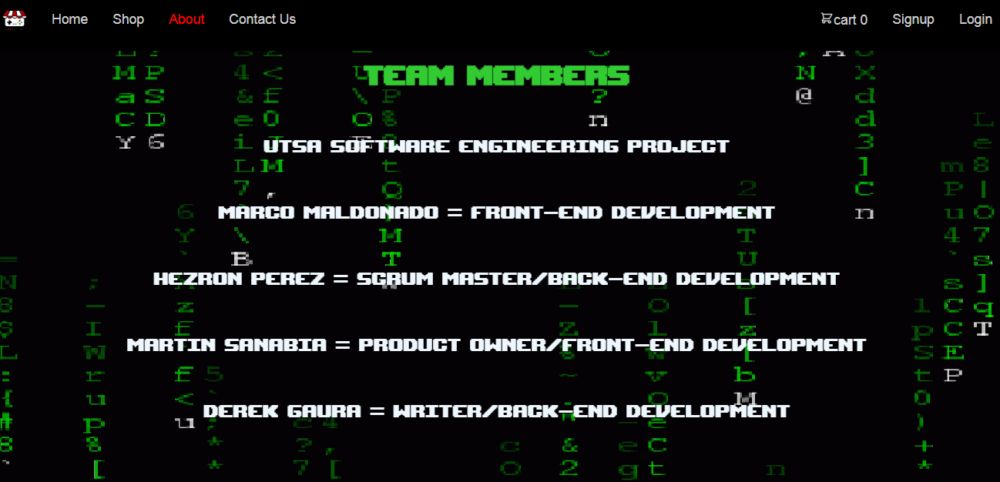 Home Shop About Contact Us cart 0 Signup Login
TEAM MEMBERS
UTSA SOFTWARE ENGINEERING PROJECT
MARCO MALDONADO = FRONT-END DEVELOPMENT
HEZRON PEREZ = SCRUM MASTER/BACK-END DEVELOPMENT
MARTIN SANABIA = PRODUCT OWNER/FRONT-END DEVELOPMENT
DEREK GAURA = WRITER/BACK-END DEVELOPMENT